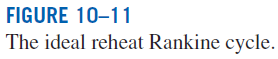 FIGURE 10–11
The ideal reheat Rankine cycle.